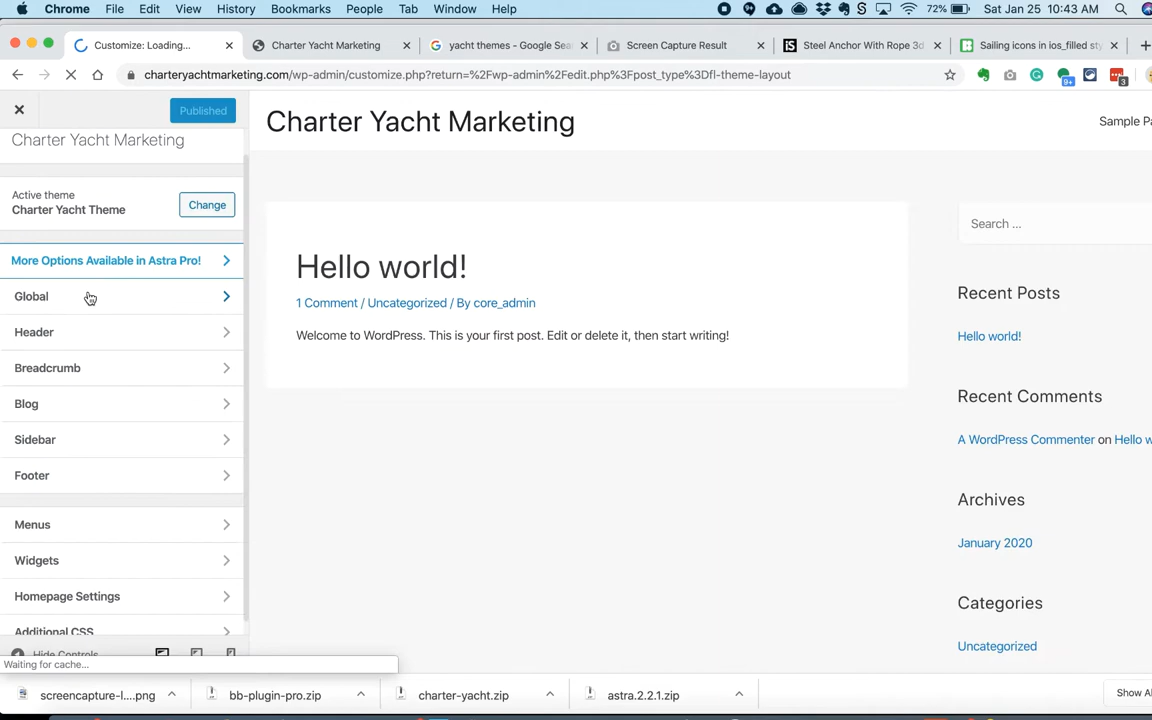 Chrome File Edit View History Bookmarks People Tab Window Help 72% Sat Jan 25 10:43 AM
Customize: Loading... Charter Yacht Marketing yacht themes - Google Sea Screen Capture Result Steel Anchor With Rope 3d Sailing icons in ios_filled sty
charteryachtmarketing.com/wp-admin/customize.php?return=%2Fwp-admin%2Fedit.php%3Fpost_type%3Dfl-theme-layout 9+ 3
Published
Charter Yacht Marketing
Active theme
Charter Yacht Theme
Change
More Options Available in Astra Pro!
Global
Header
Breadcrumb
Blog
Sidebar
Footer
Menus
Widgets
Homepage Settings
Additional CSS
Hide Controls
Waiting for cache...
Charter Yacht Marketing
Sample Pa
Hello world!
1 Comment / Uncategorized / By core_admin
Welcome to WordPress. This is your first post. Edit or delete it, then start writing!
Search ...
Recent Posts
Hello world!
Recent Comments
A WordPress Commenter on Hello w
Archives
January 2020
Categories
Uncategorized
screencapture-l....png bb-plugin-pro.zip charter-yacht.zip astra.2.2.1.zip Show Al